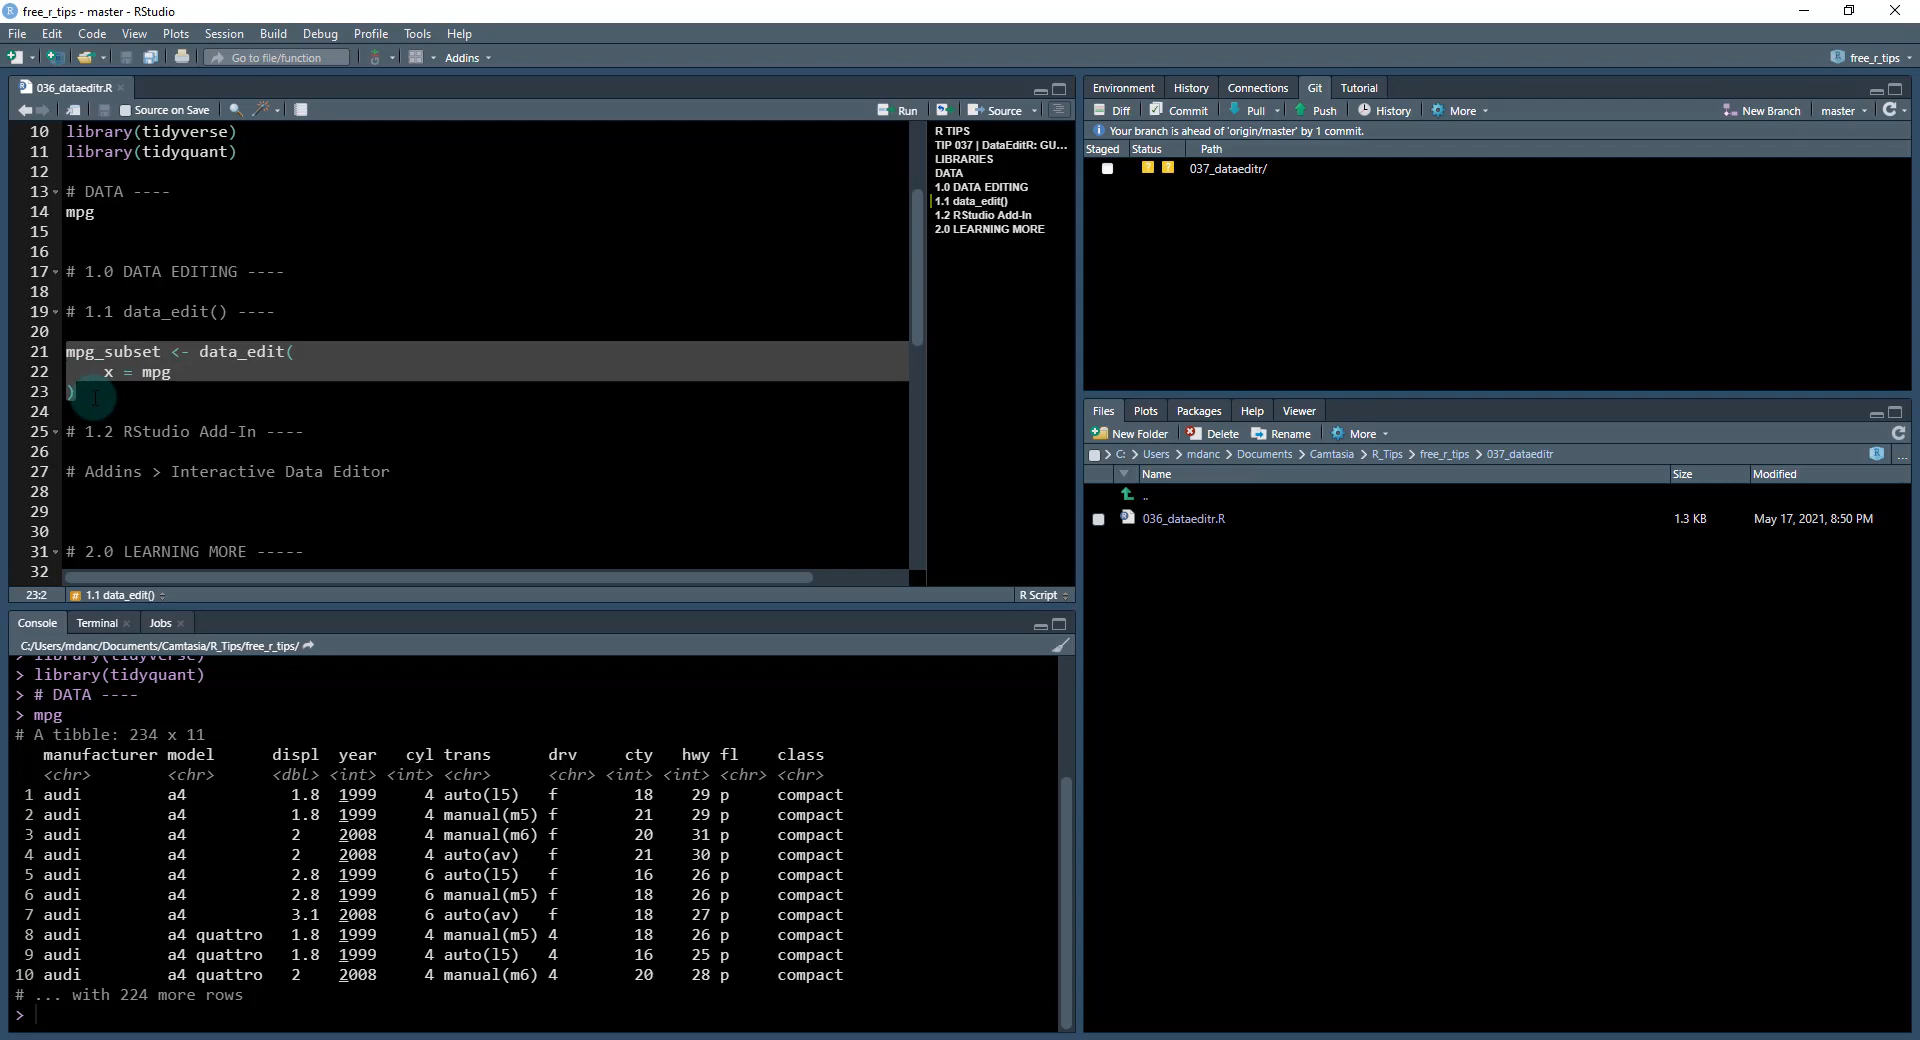 free_r_tips - master - RStudio
File Edit Code View Plots Session Build Debug Profile Tools Help
Go to file/function Addins free_r_tips
036_dataeditr.R
Source on Save Run Source
10 library(tidyverse)
11 library(tidyquant)
12
13 # DATA ----
14 mpg
15
16
17 # 1.0 DATA EDITING ----
18
19 # 1.1 data_edit() ----
20
21 mpg_subset <- data_edit(
22 x = mpg
23 )
24
25 # 1.2 RStudio Add-In ----
26
27 # Addins > Interactive Data Editor
28
29
30
31 # 2.0 LEARNING MORE -----
32
R TIPS
TIP 037 | DataEditR: GU...
LIBRARIES
DATA
1.0 DATA EDITING
1.1 data_edit()
1.2 RStudio Add-In
2.0 LEARNING MORE
23:2 # 1.1 data_edit() R Script
Console Terminal Jobs
C:/Users/mdanc/Documents/Camtasia/R_Tips/free_r_tips/
> library(tidyverse)
> library(tidyquant)
> # DATA ----
> mpg
# A tibble: 234 x 11
manufacturer model displ year cyl trans drv cty hwy fl class
<chr> <chr> <dbl> <int> <int> <chr> <chr> <int> <int> <chr> <chr>
1 audi a4 1.8 1999 4 auto(l5) f 18 29 p compact
2 audi a4 1.8 1999 4 manual(m5) f 21 29 p compact
3 audi a4 2 2008 4 manual(m6) f 20 31 p compact
4 audi a4 2 2008 4 auto(av) f 21 30 p compact
5 audi a4 2.8 1999 6 auto(l5) f 16 26 p compact
6 audi a4 2.8 1999 6 manual(m5) f 18 26 p compact
7 audi a4 3.1 2008 6 auto(av) f 18 27 p compact
8 audi a4 quattro 1.8 1999 4 manual(m5) 4 18 26 p compact
9 audi a4 quattro 1.8 1999 4 auto(l5) 4 16 25 p compact
10 audi a4 quattro 2 2008 4 manual(m6) 4 20 28 p compact
# ... with 224 more rows
>
Environment History Connections Git Tutorial
Diff Commit Pull Push History More New Branch master
Your branch is ahead of 'origin/master' by 1 commit.
Staged Status Path
? ? 037_dataeditr/
Files Plots Packages Help Viewer
New Folder Delete Rename More
C: > Users > mdanc > Documents > Camtasia > R_Tips > free_r_tips > 037_dataeditr ...
Name Size Modified
..
036_dataeditr.R 1.3 KB May 17, 2021, 8:50 PM